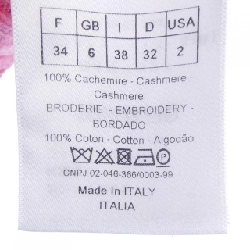 F GB I D USA
34 6 38 32 2
100% Cachemire - Cashmere
Cashmere
BRODERIE - EMBROIDERY -
BORDADO
100% Coton - Cotton - Algodão
CNPJ 02-046-366/0003-99
Made in ITALY
ITALIA